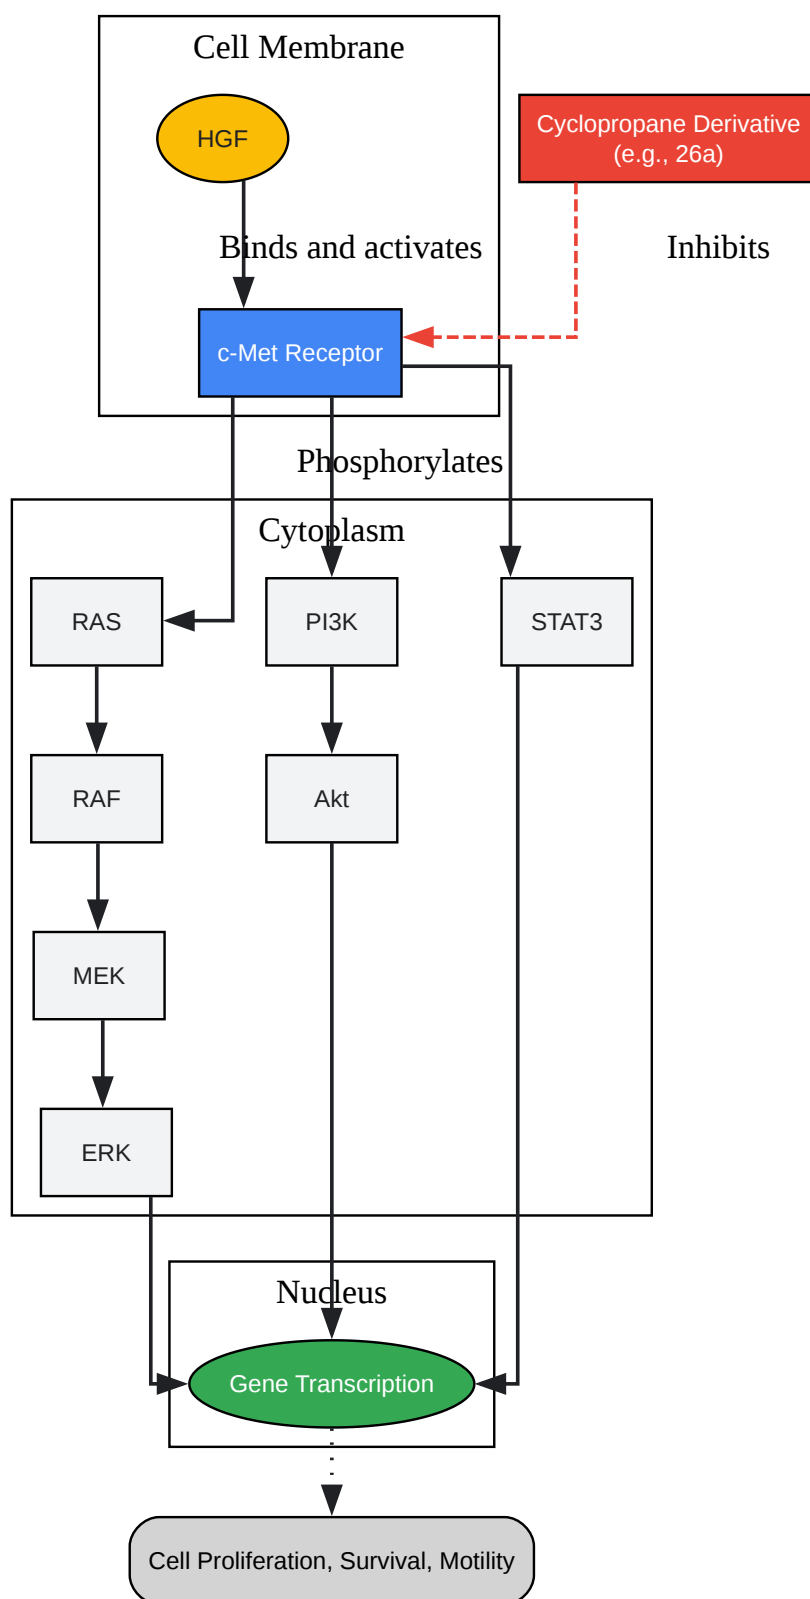 Cell Membrane
HGF
Cyclopropane Derivative
(e.g., 26a)
Binds and activates
Inhibits
c-Met Receptor
Phosphorylates
Cytoplasm
RAS
PI3K
STAT3
RAF
Akt
MEK
ERK
Nucleus
Gene Transcription
Cell Proliferation, Survival, Motility